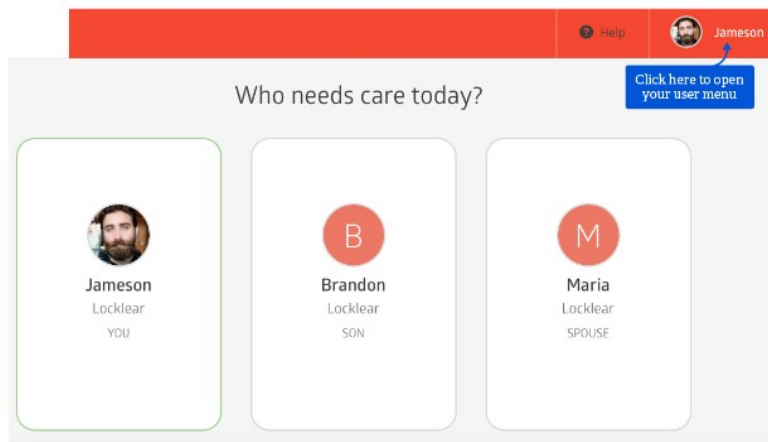 Help
Jameson
Click here to open
your user menu
Who needs care today?
Jameson
Locklear
YOU
B
Brandon
Locklear
SON
M
Maria
Locklear
SPOUSE